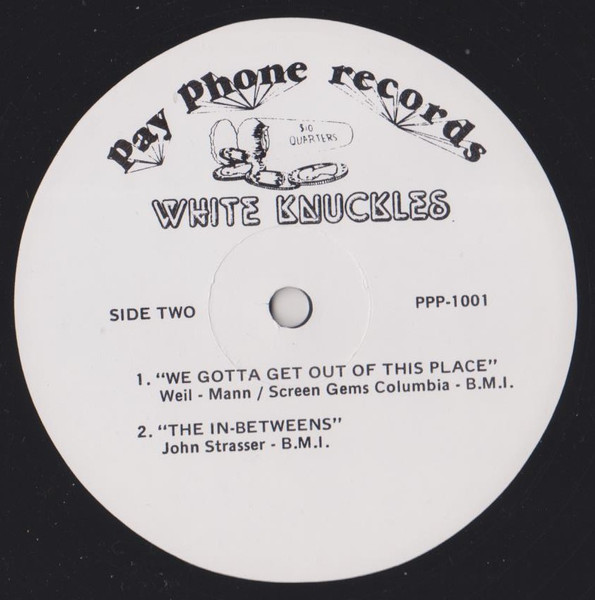 pay phone records
$10
QUARTERS
WHITE KNUCKLES
SIDE TWO
PPP-1001
1. "WE GOTTA GET OUT OF THIS PLACE"
Weil - Mann / Screen Gems Columbia - B.M.I.
2. "THE IN-BETWEENS"
John Strasser - B.M.I.